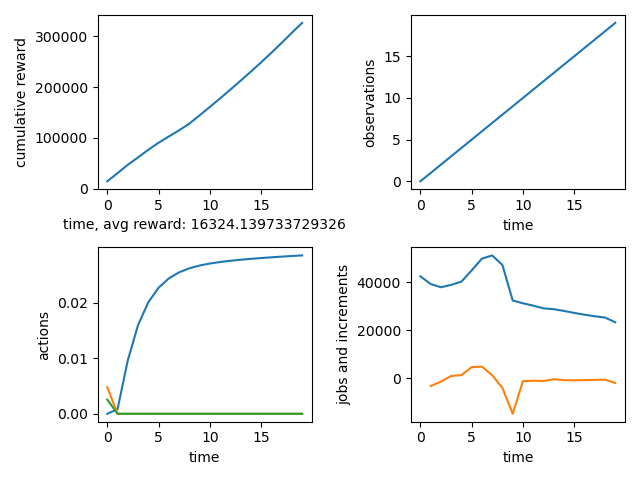 cumulative reward
300000
200000
100000
0
0 5 10 15
time, avg reward: 16324.139733729326
observations
15
10
5
0
0 5 10 15
time
actions
0.02
0.01
0.00
0 5 10 15
time
jobs and increments
40000
20000
0
0 5 10 15
time